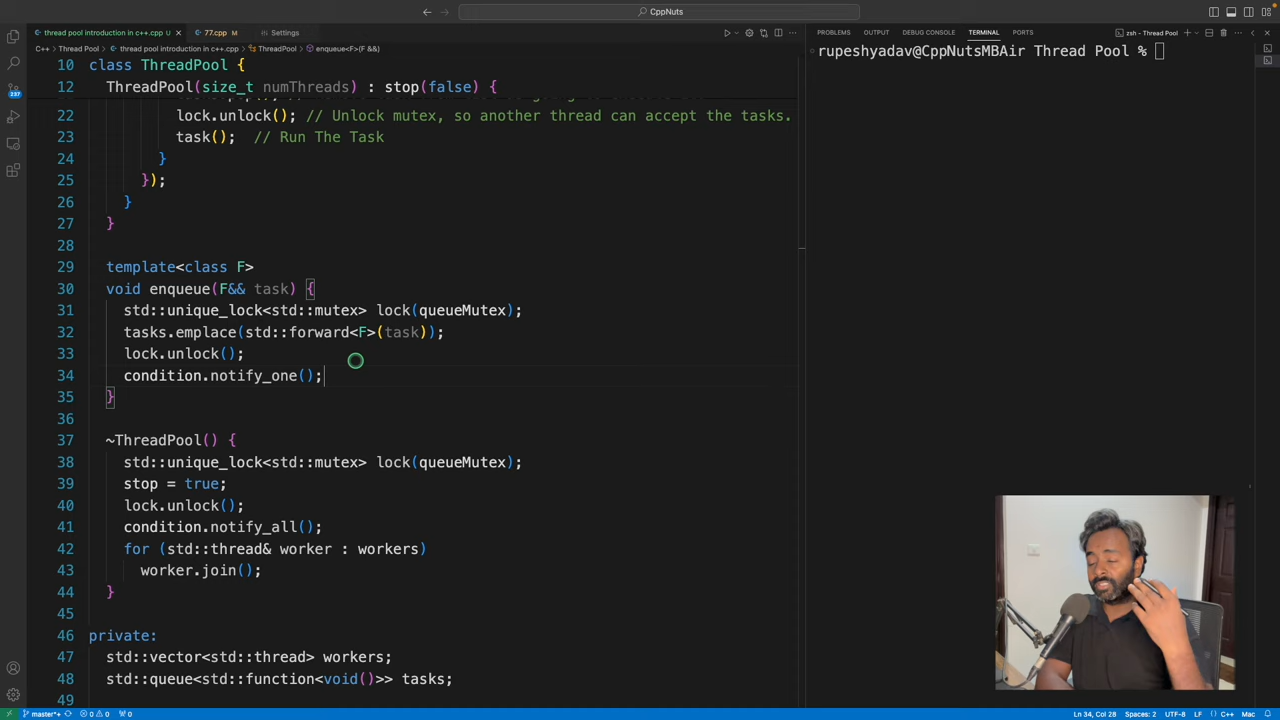 CppNuts
thread pool introduction in c++.cpp U
77.cpp M
Settings
TERMINAL
PROBLEMS OUTPUT DEBUG CONSOLE TERMINAL PORTS
zsh - Thread Pool
C++ > Thread Pool > thread pool introduction in c++.cpp > ThreadPool > enqueue<F>(F &&)
rupeshyadav@CppNutsMBAir Thread Pool %
10 class ThreadPool {
12 ThreadPool(size_t numThreads) : stop(false) {
22 lock.unlock(); // Unlock mutex, so another thread can accept the tasks.
23 task(); // Run The Task
24 }
25 });
26 }
27 }
28
29 template<class F>
30 void enqueue(F&& task) {
31 std::unique_lock<std::mutex> lock(queueMutex);
32 tasks.emplace(std::forward<F>(task));
33 lock.unlock();
34 condition.notify_one();
35 }
36
37 ~ThreadPool() {
38 std::unique_lock<std::mutex> lock(queueMutex);
39 stop = true;
40 lock.unlock();
41 condition.notify_all();
42 for (std::thread& worker : workers)
43 worker.join();
44 }
45
46 private:
47 std::vector<std::thread> workers;
48 std::queue<std::function<void()>> tasks;
49
237
master*+ 0 0 0
Ln 34, Col 28 Spaces: 2 UTF-8 LF {} C++ Mac